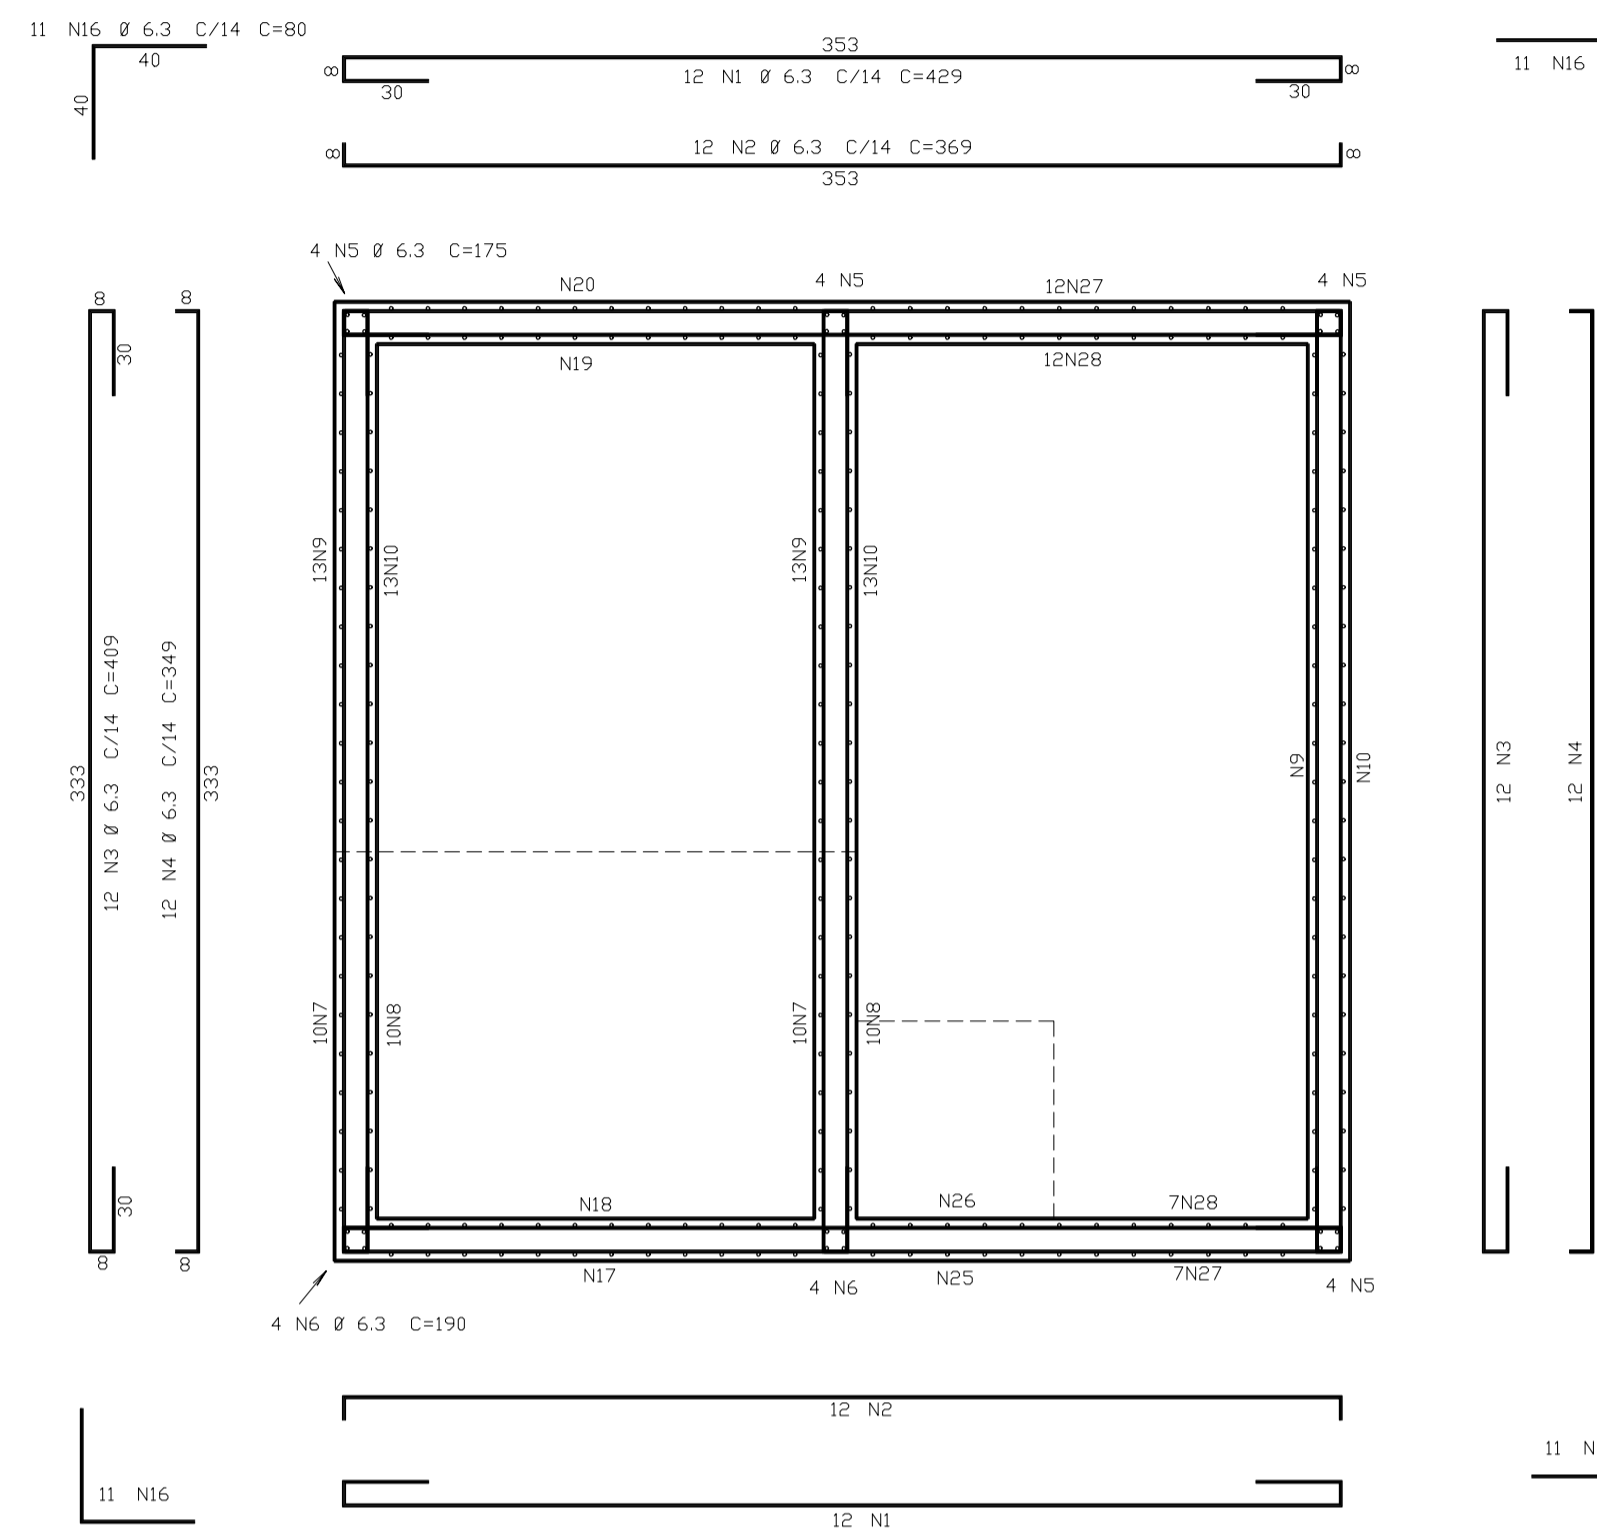 11 N16 Ø 6.3 C/14 C=80
40
40
353
8
8
12 N1 Ø 6.3 C/14 C=429
30
30
11 N16
12 N2 Ø 6.3 C/14 C=369
8
8
353
4 N5 Ø 6.3 C=175
N20
4 N5
12N27
4 N5
8
8
30
N19
12N28
13N9
13N10
13N9
13N10
333
12 N3 Ø 6.3 C/14 C=409
12 N4 Ø 6.3 C/14 C=349
333
N9
N10
12 N3
12 N4
10N7
10N8
10N7
10N8
30
8
8
N18
N26
7N28
N17
4 N6
N25
7N27
4 N5
4 N6 Ø 6.3 C=190
12 N2
11 N16
12 N1
11 N